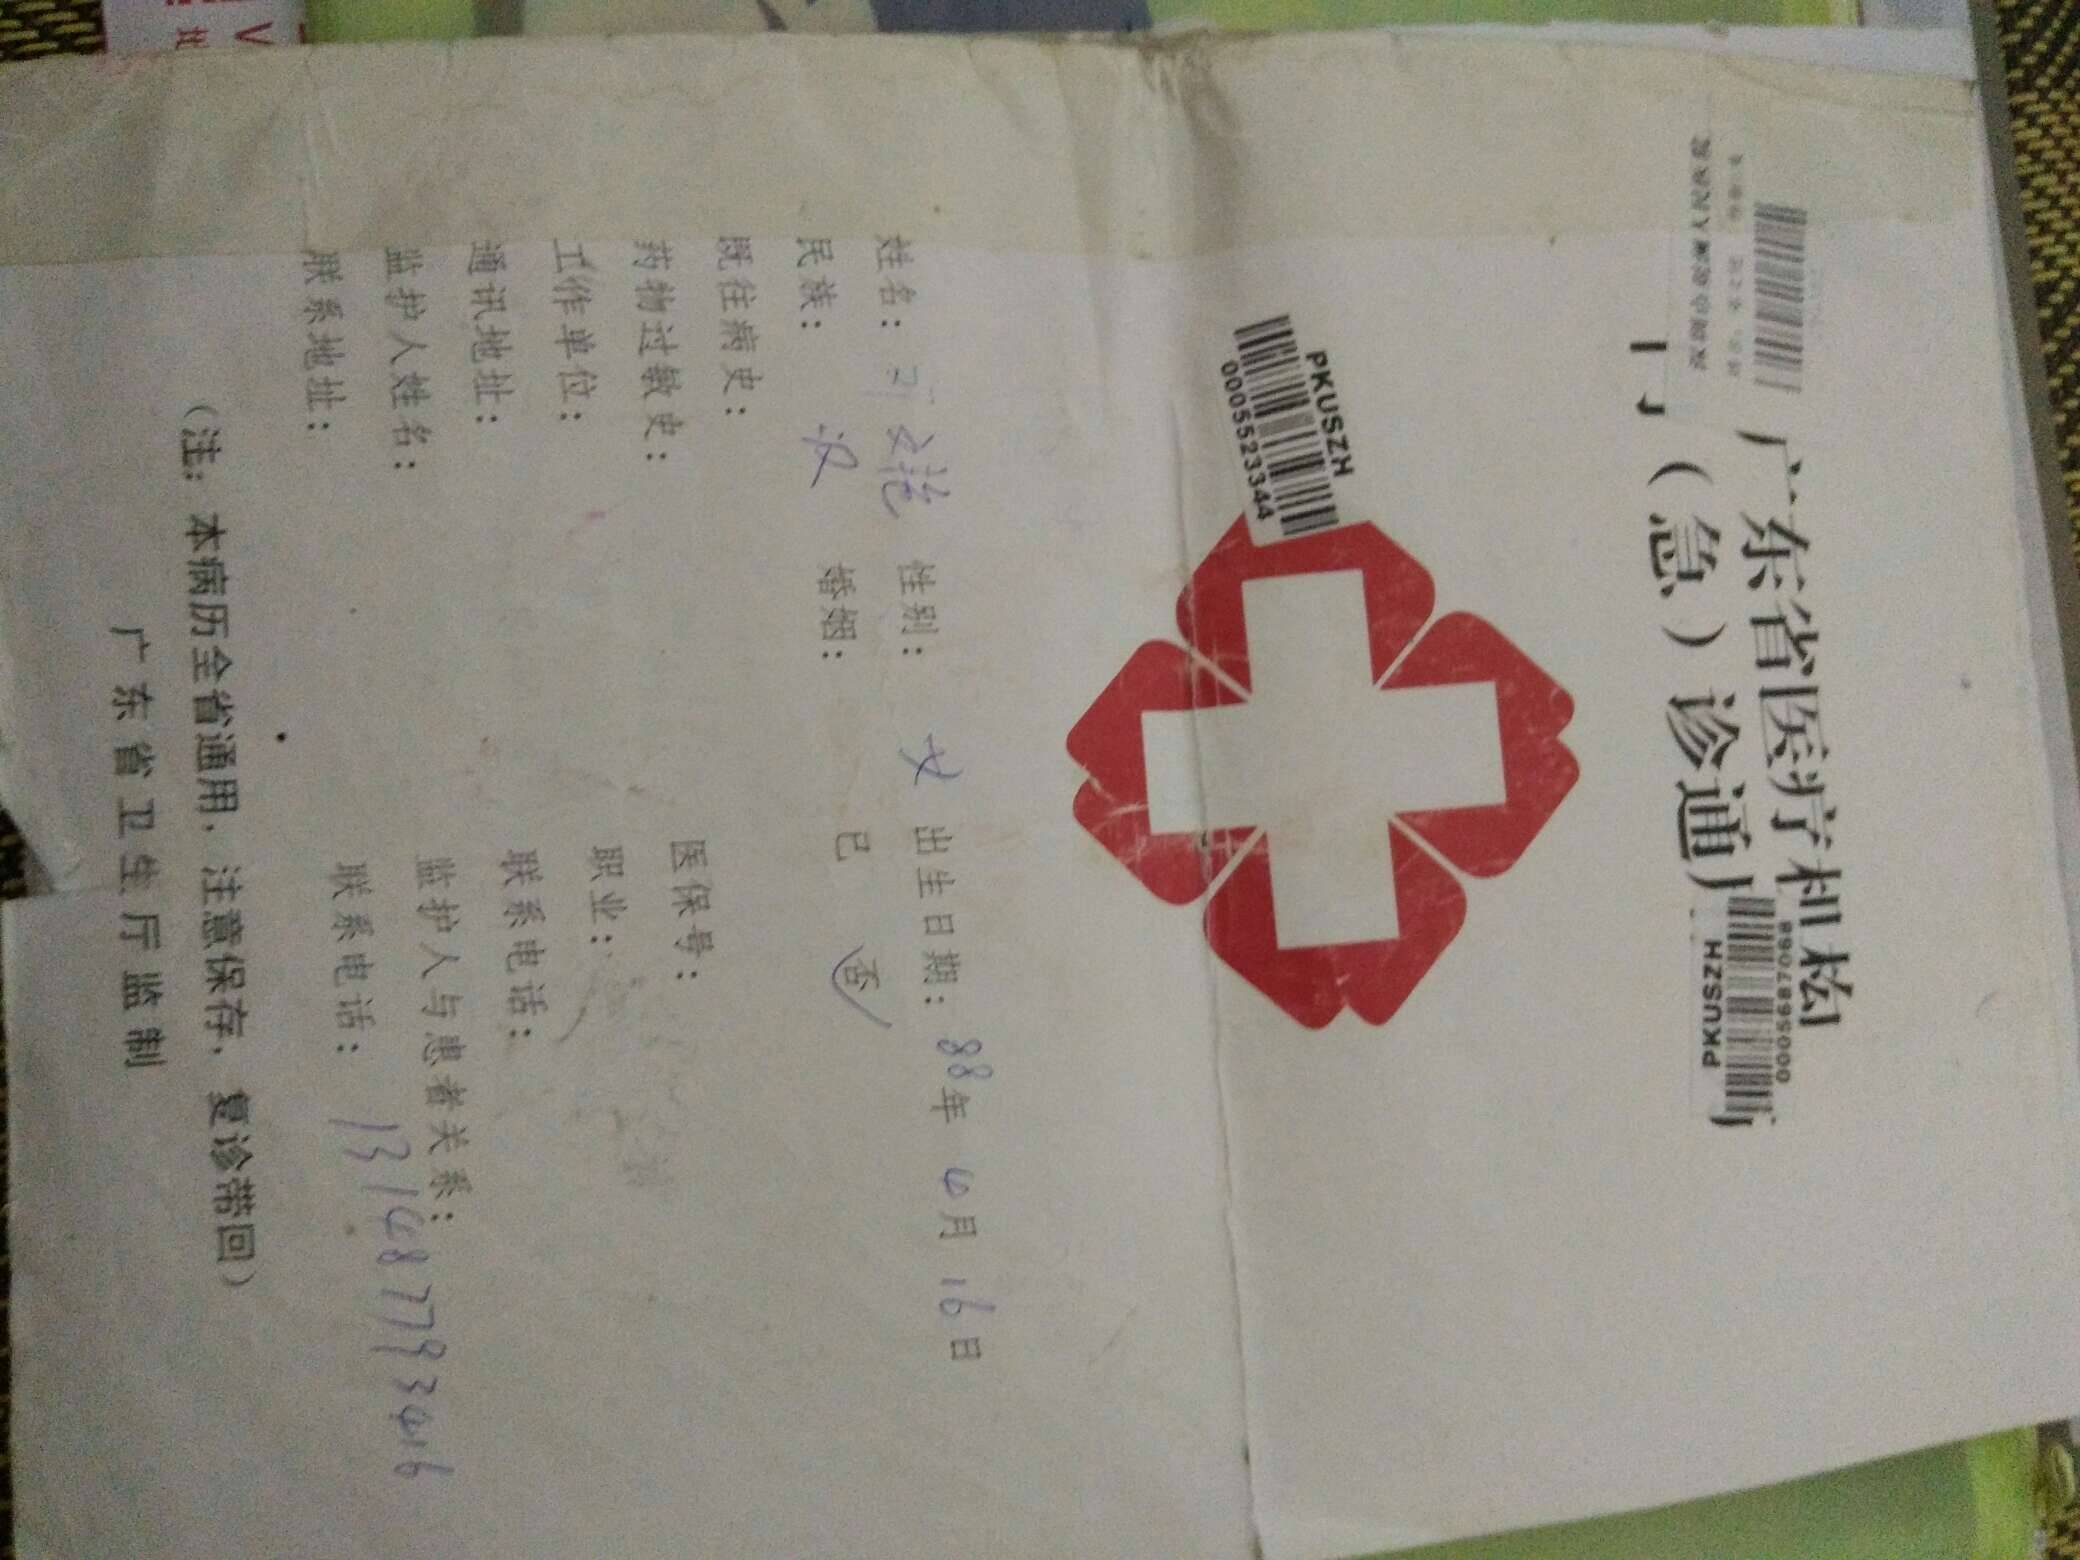 广东省医疗机构
门（急）诊通用
PKUSZH
0005687068
PKUSZH
0005523344
姓名： 文艳 性别： 女 出生日期：88年 4月 16日
民族： 汉 婚姻： 已 否
既往病史：
药物过敏史： 医保号：
工作单位： 职业：
通讯地址： 联系电话：
监护人姓名： 监护人与患者关系：
联系地址： 联系电话：
（注：本病历全省通用，注意保存，复诊带回）
广东省卫生厅监制